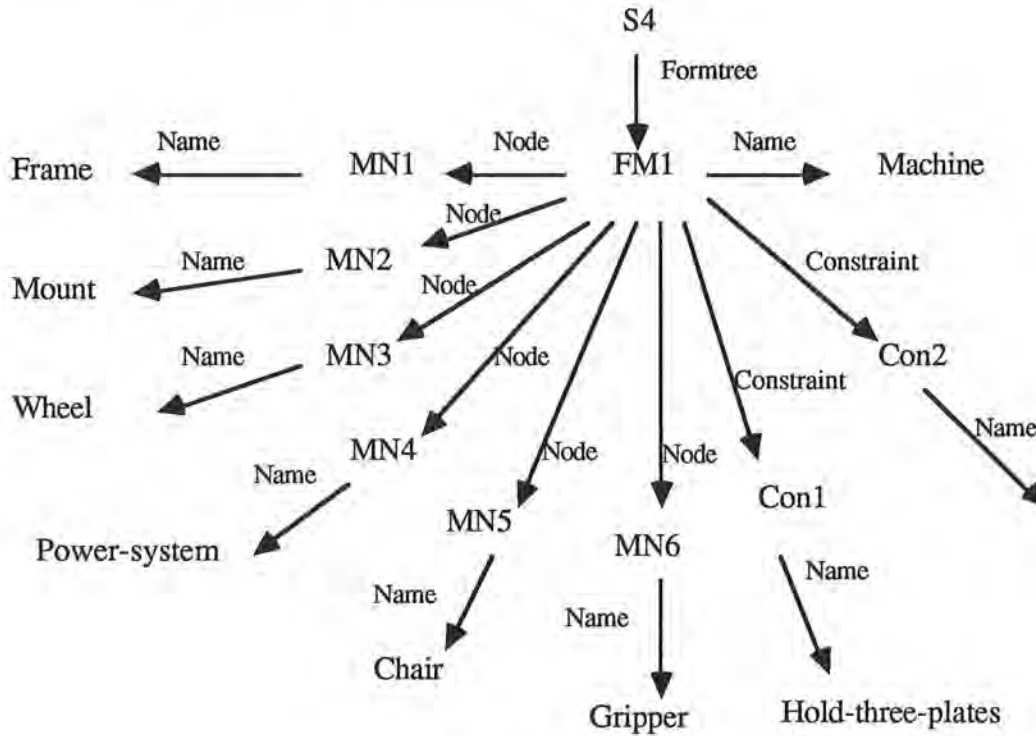 S4
Formtree
Name
Node
Name
Frame
MN1
FM1
Machine
Node
Name
MN2
Constraint
Mount
Node
Name
MN3
Node
Con2
Wheel
Constraint
Name
MN4
Name
Node
Node
Con1
Power-system
MN5
MN6
Name
Name
Name
Chair
Gripper
Hold-three-plates